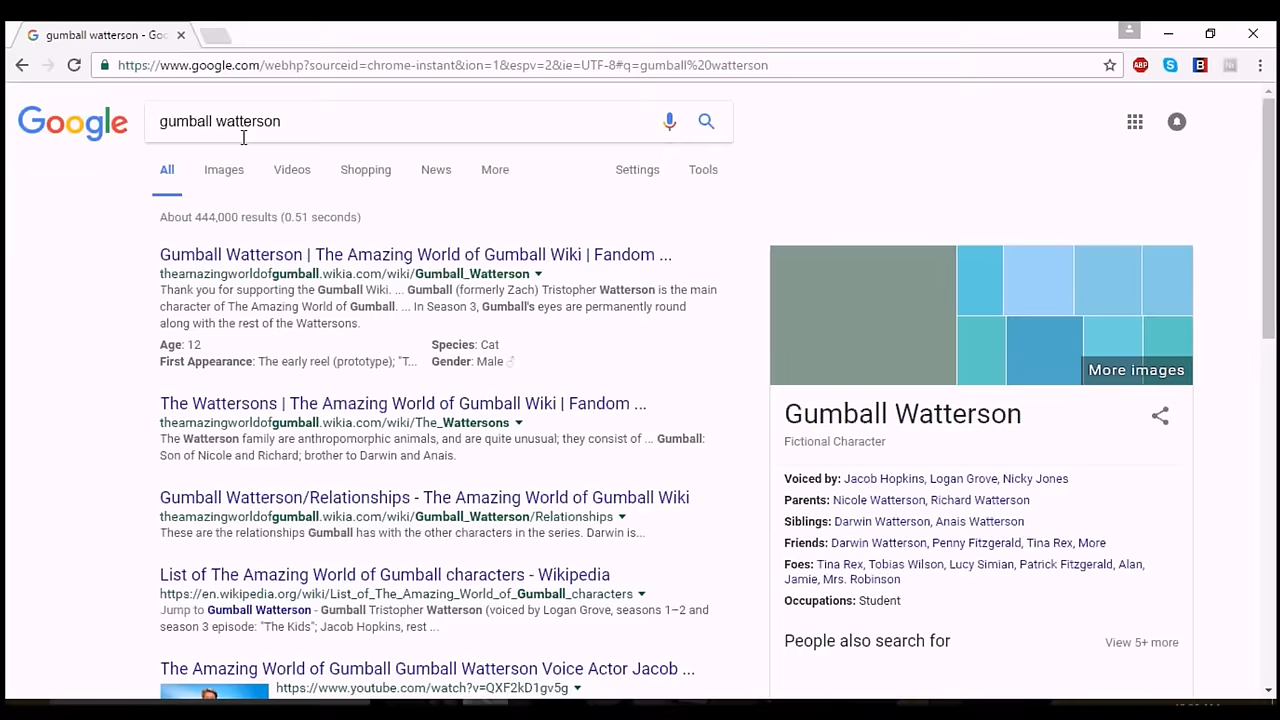 gumball watterson - Goo
https://www.google.com/webhp?sourceid=chrome-instant&ion=1&espv=2&ie=UTF-8#q=gumball%20watterson
ABP
B
Google
gumball watterson
All Images Videos Shopping News More Settings Tools
About 444,000 results (0.51 seconds)
Gumball Watterson | The Amazing World of Gumball Wiki | Fandom ...
theamazingworldofgumball.wikia.com/wiki/Gumball_Watterson
Thank you for supporting the Gumball Wiki. ... Gumball (formerly Zach) Tristopher Watterson is the main
character of The Amazing World of Gumball. ... In Season 3, Gumball's eyes are permanently round
along with the rest of the Wattersons.
Age: 12 Species: Cat
First Appearance: The early reel (prototype); "T... Gender: Male ♂
The Wattersons | The Amazing World of Gumball Wiki | Fandom ...
theamazingworldofgumball.wikia.com/wiki/The_Wattersons
The Watterson family are anthropomorphic animals, and are quite unusual; they consist of ... Gumball:
Son of Nicole and Richard; brother to Darwin and Anais.
Gumball Watterson/Relationships - The Amazing World of Gumball Wiki
theamazingworldofgumball.wikia.com/wiki/Gumball_Watterson/Relationships
These are the relationships Gumball has with the other characters in the series. Darwin is...
List of The Amazing World of Gumball characters - Wikipedia
https://en.wikipedia.org/wiki/List_of_The_Amazing_World_of_Gumball_characters
Jump to Gumball Watterson - Gumball Tristopher Watterson (voiced by Logan Grove, seasons 1–2 and
season 3 episode: "The Kids"; Jacob Hopkins, rest ...
The Amazing World of Gumball Gumball Watterson Voice Actor Jacob ...
https://www.youtube.com/watch?v=QXF2kD1gv5g
More images
Gumball Watterson
Fictional Character
Voiced by: Jacob Hopkins, Logan Grove, Nicky Jones
Parents: Nicole Watterson, Richard Watterson
Siblings: Darwin Watterson, Anais Watterson
Friends: Darwin Watterson, Penny Fitzgerald, Tina Rex, More
Foes: Tina Rex, Tobias Wilson, Lucy Simian, Patrick Fitzgerald, Alan,
Jamie, Mrs. Robinson
Occupations: Student
People also search for View 5+ more